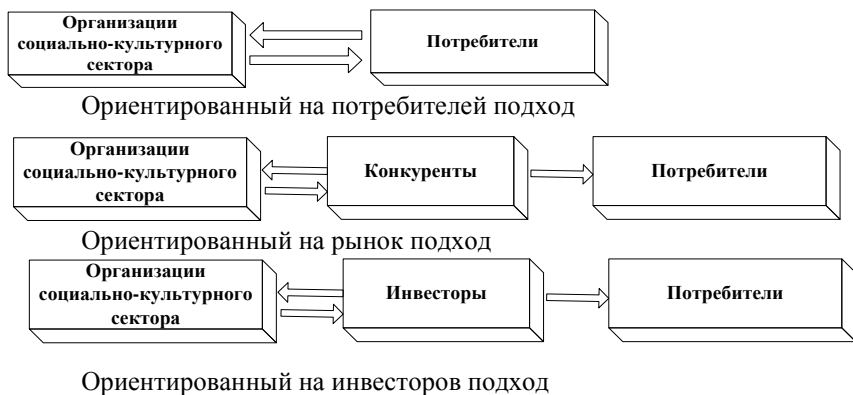 Организации
социально-культурного
сектора
Потребители
Ориентированный на потребителей подход
Организации
социально-культурного
сектора
Конкуренты
Потребители
Ориентированный на рынок подход
Организации
социально-культурного
сектора
Инвесторы
Потребители
Ориентированный на инвесторов подход